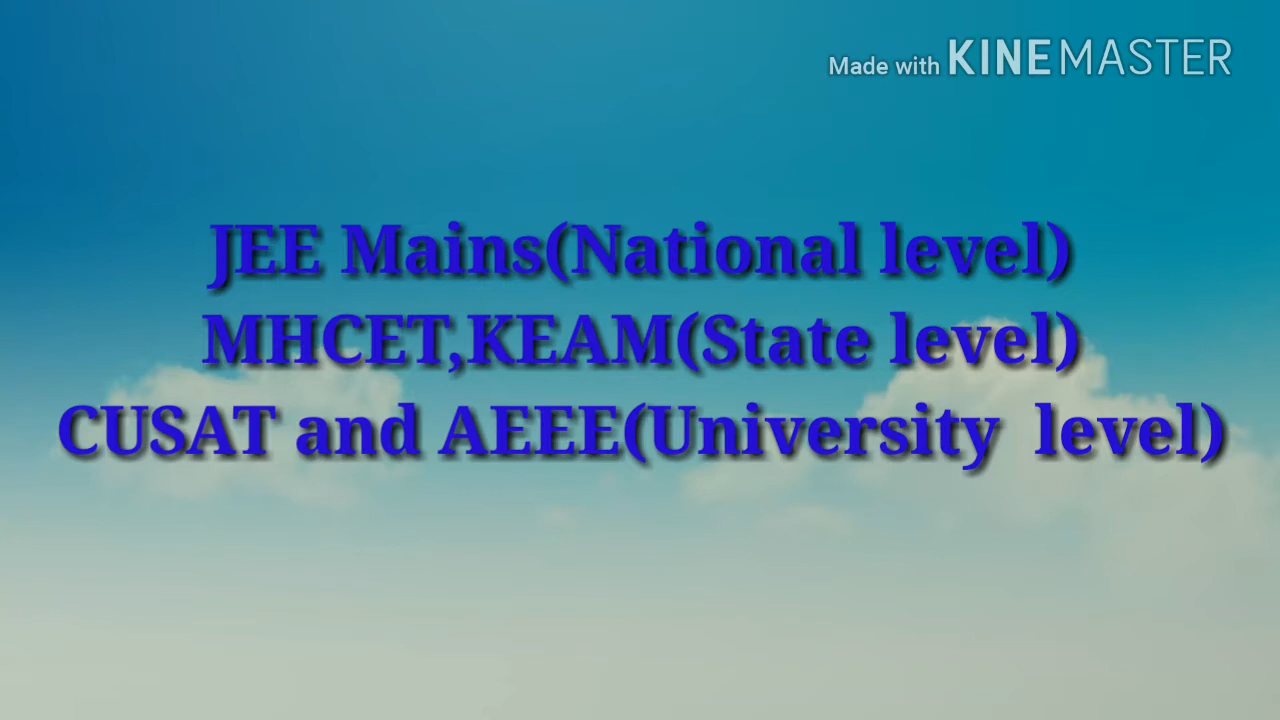 Made with KINEMASTER
JEE Mains(National level)
MHCET,KEAM(State level)
CUSAT and AEEE(University level)